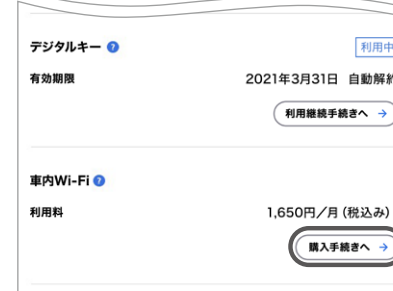 デジタルキー ?
利用中
有効期限
2021年3月31日 自動解約
利用継続手続きへ →
車内Wi-Fi ?
利用料
1,650円/月(税込み)
購入手続きへ →